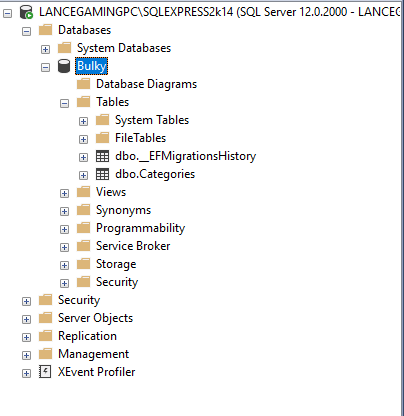 LANCEGAMINGPC\SQLEXPRESS2k14 (SQL Server 12.0.2000 - LANCEG
Databases
System Databases
Bulky
Database Diagrams
Tables
System Tables
FileTables
dbo.__EFMigrationsHistory
dbo.Categories
Views
Synonyms
Programmability
Service Broker
Storage
Security
Security
Server Objects
Replication
Management
XEvent Profiler